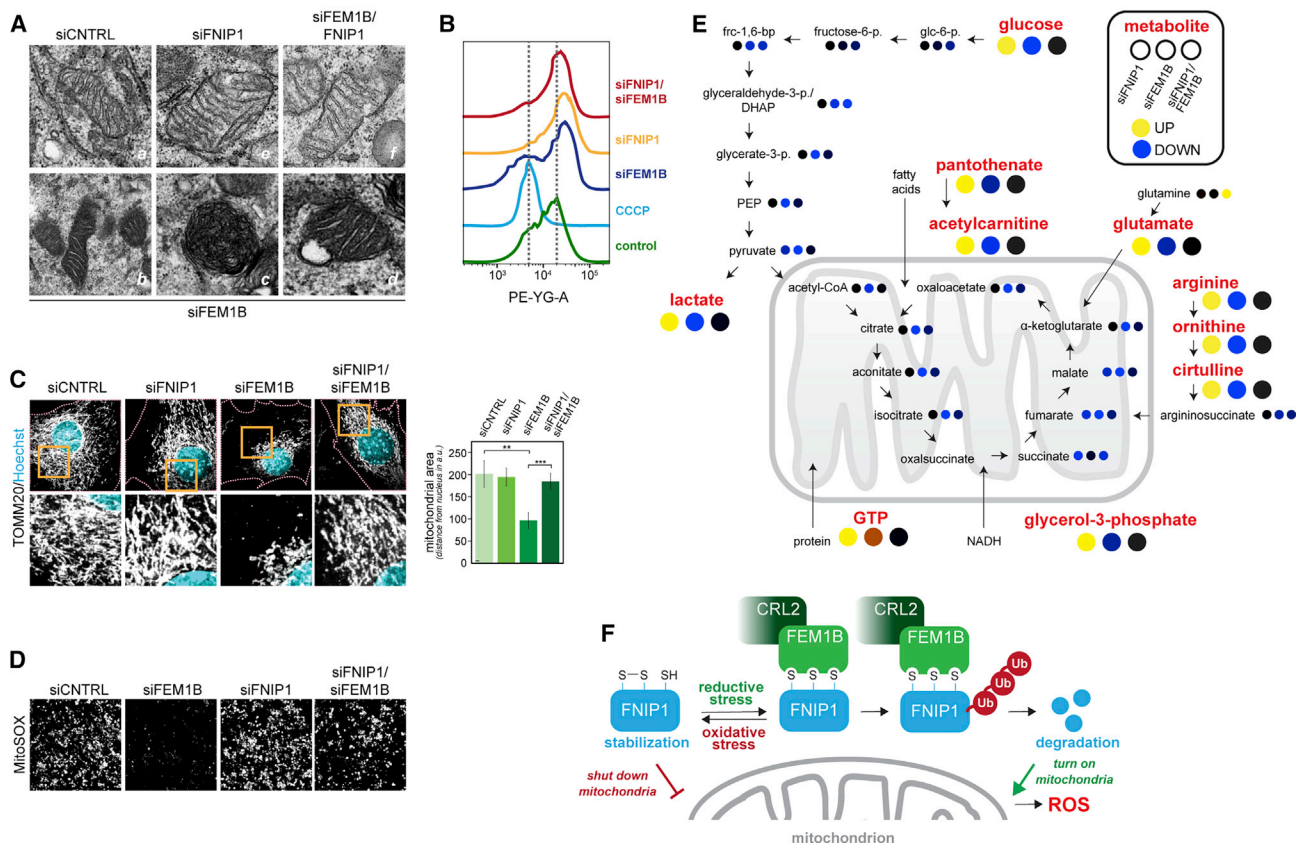 A
siCNTRL
siFNIP1
siFEM1B/
FNIP1
a
e
f
b
c
d
siFEM1B
B
siFNIP1/
siFEM1B
siFNIP1
siFEM1B
CCCP
control
10³
10⁴
10⁵
PE-YG-A
C
siCNTRL
siFNIP1
siFEM1B
siFNIP1/
siFEM1B
TOMM20/Hoechst
siCNTRL
siFNIP1
siFEM1B
siFNIP1/
siFEM1B
**
***
250
200
150
100
50
0
mitochondrial area
(distance from nucleus in a.u.)
D
siCNTRL
siFEM1B
siFNIP1
siFNIP1/
siFEM1B
MitoSOX
E
frc-1,6-bp
fructose-6-p.
glc-6-p.
glucose
metabolite
siFNIP1
siFEM1B
siFNIP1/
FEM1B
UP
DOWN
glyceraldehyde-3-p./
DHAP
glycerate-3-p.
PEP
pyruvate
lactate
fatty
acids
pantothenate
acetylcarnitine
glutamine
glutamate
arginine
ornithine
cirtulline
argininosuccinate
acetyl-CoA
oxaloacetate
citrate
α-ketoglutarate
aconitate
malate
isocitrate
fumarate
oxalsuccinate
succinate
protein
GTP
NADH
glycerol-3-phosphate
F
CRL2
FEM1B
CRL2
FEM1B
S–S
SH
S
S
S
S
S
S
Ub
Ub
Ub
FNIP1
reductive
stress
oxidative
stress
FNIP1
FNIP1
stabilization
degradation
shut down
mitochondria
turn on
mitochondria
ROS
mitochondrion